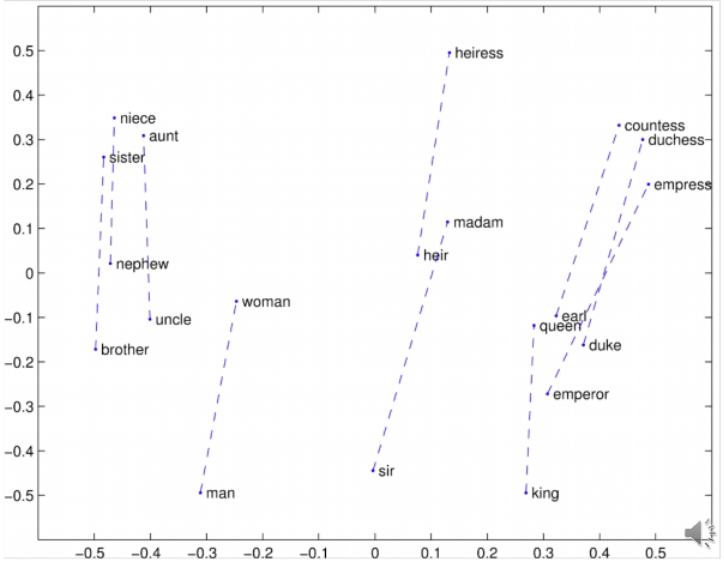 0.5
0.4
0.3
0.2
0.1
0
−0.1
−0.2
−0.3
−0.4
−0.5
heiress
niece
countess
aunt
duchess
sister
empress
madam
heir
nephew
woman
earl
uncle
queen
duke
brother
emperor
sir
man
king
−0.5 −0.4 −0.3 −0.2 −0.1 0 0.1 0.2 0.3 0.4 0.5